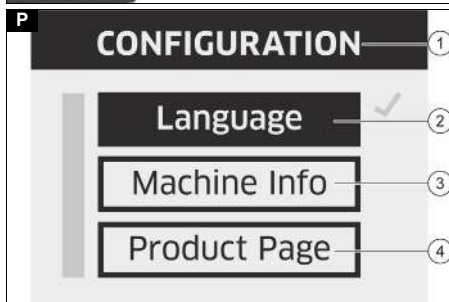 P
CONFIGURATION
1
Language
2
Machine Info
3
Product Page
4